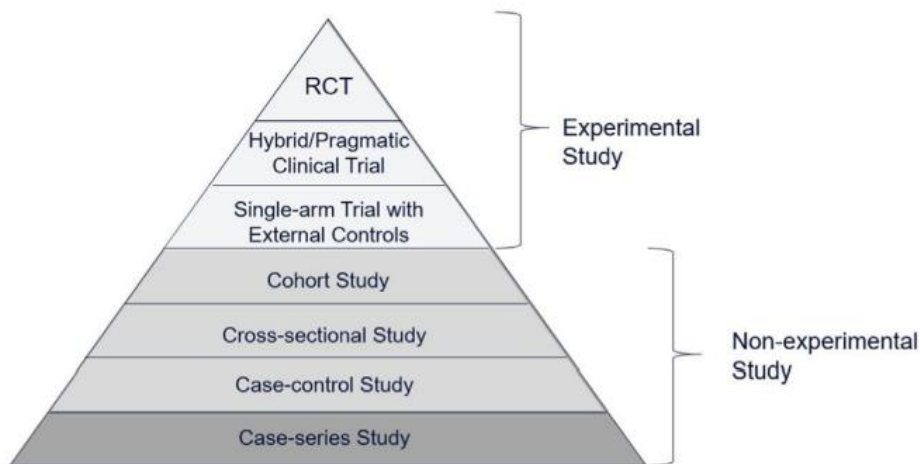 RCT
Hybrid/Pragmatic
Clinical Trial
Single-arm Trial with
External Controls
Cohort Study
Cross-sectional Study
Case-control Study
Case-series Study
Experimental
Study
Non-experimental
Study